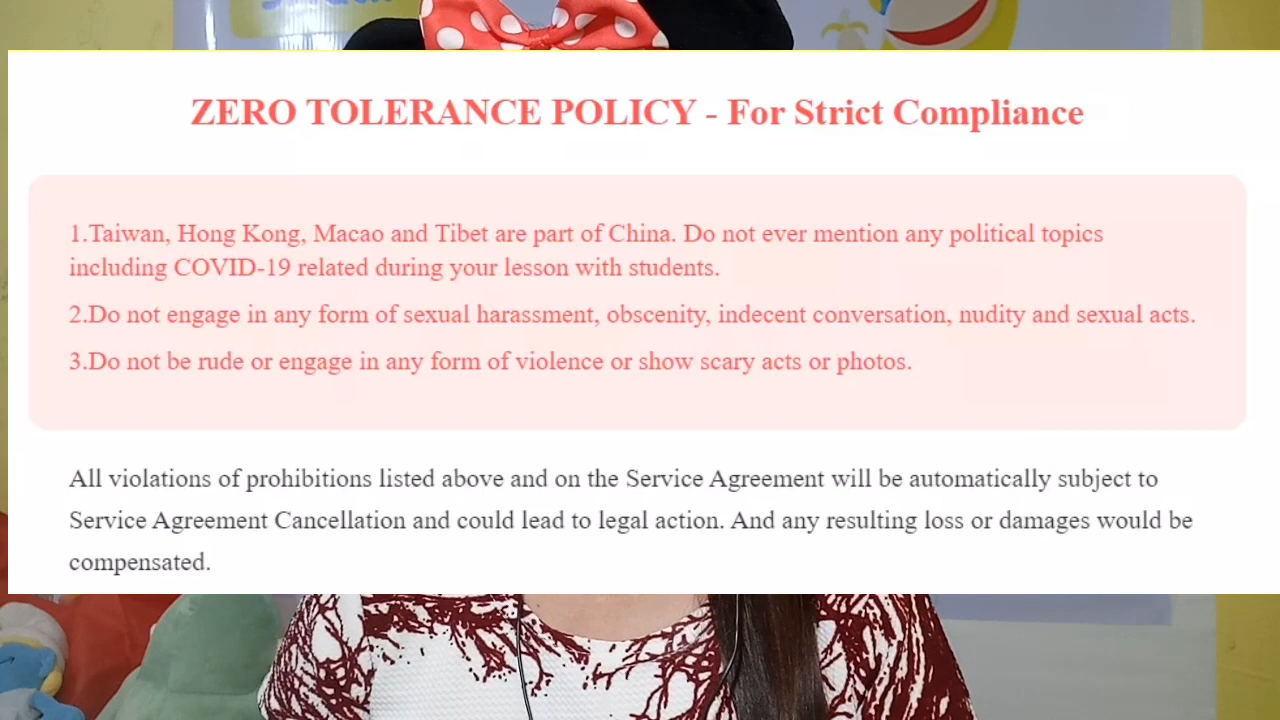 ZERO TOLERANCE POLICY - For Strict Compliance
1.Taiwan, Hong Kong, Macao and Tibet are part of China. Do not ever mention any political topics
including COVID-19 related during your lesson with students.
2.Do not engage in any form of sexual harassment, obscenity, indecent conversation, nudity and sexual acts.
3.Do not be rude or engage in any form of violence or show scary acts or photos.
All violations of prohibitions listed above and on the Service Agreement will be automatically subject to
Service Agreement Cancellation and could lead to legal action. And any resulting loss or damages would be
compensated.